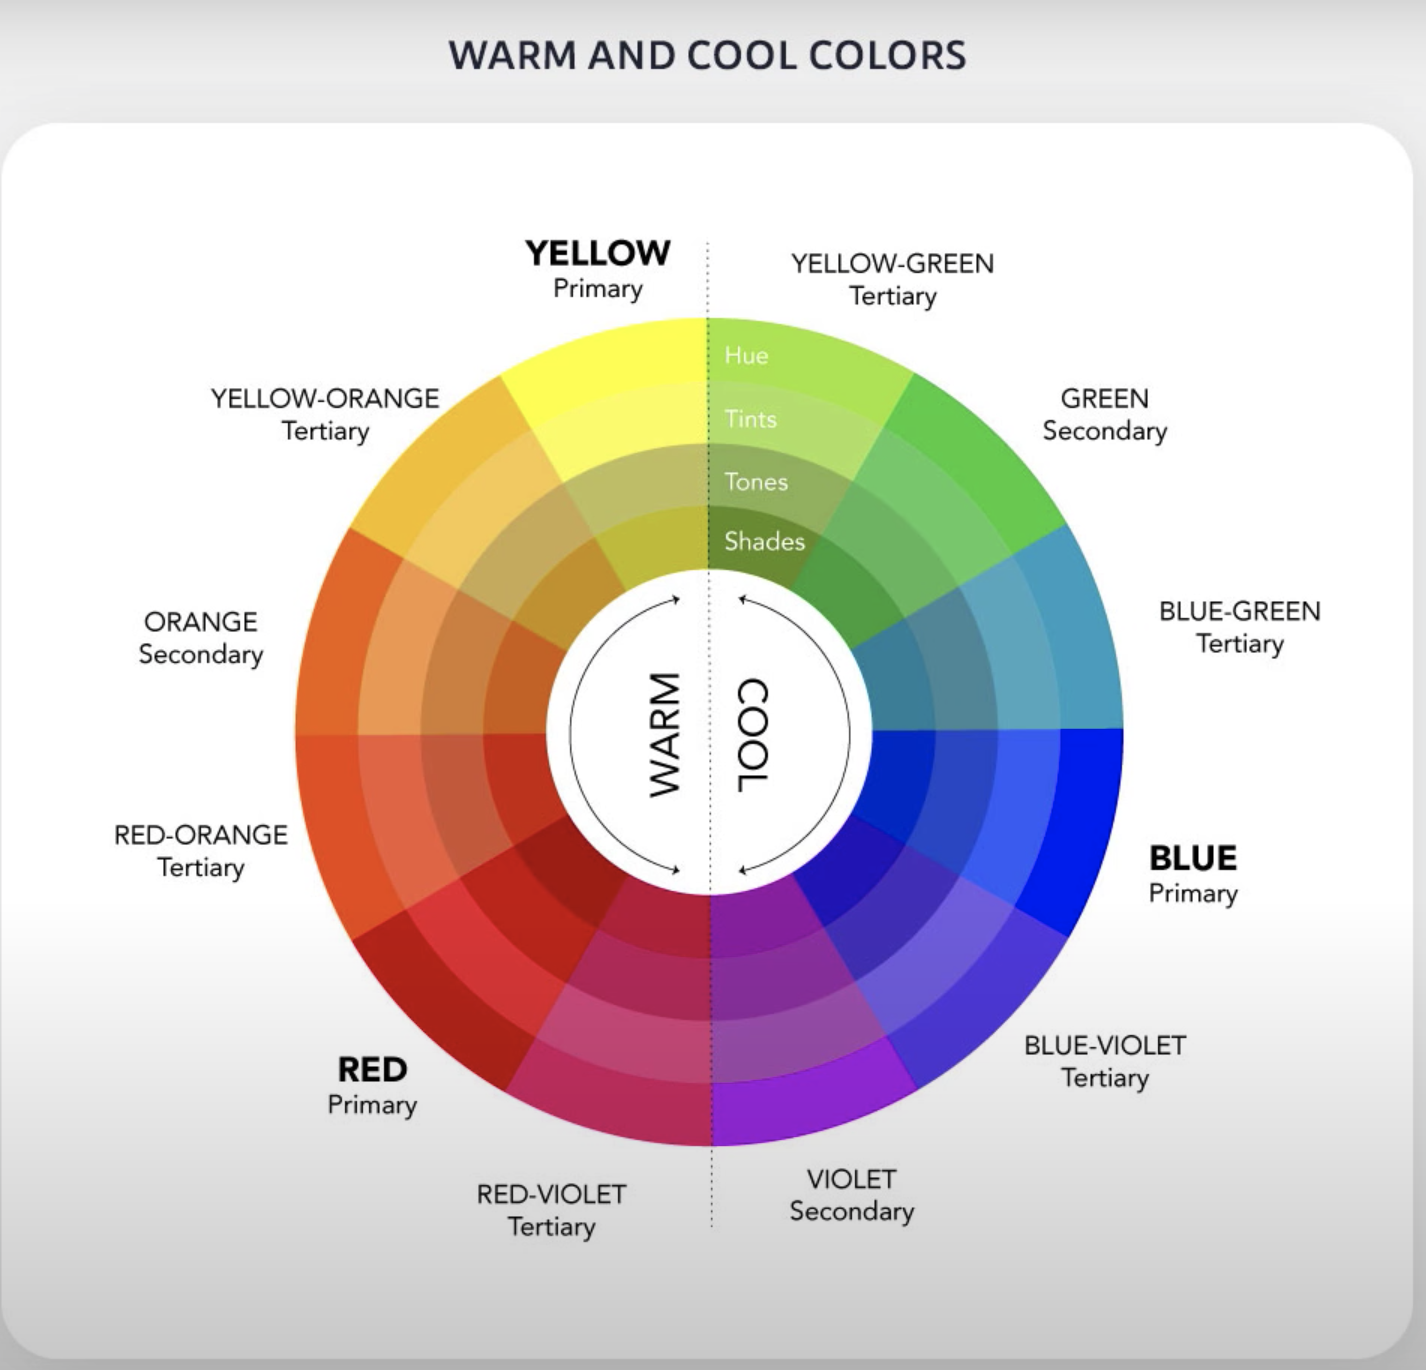 WARM AND COOL COLORS
YELLOW
Primary
YELLOW-GREEN
Tertiary
Hue
Tints
Tones
Shades
YELLOW-ORANGE
Tertiary
GREEN
Secondary
ORANGE
Secondary
BLUE-GREEN
Tertiary
WARM
COOL
RED-ORANGE
Tertiary
BLUE
Primary
RED
Primary
BLUE-VIOLET
Tertiary
RED-VIOLET
Tertiary
VIOLET
Secondary